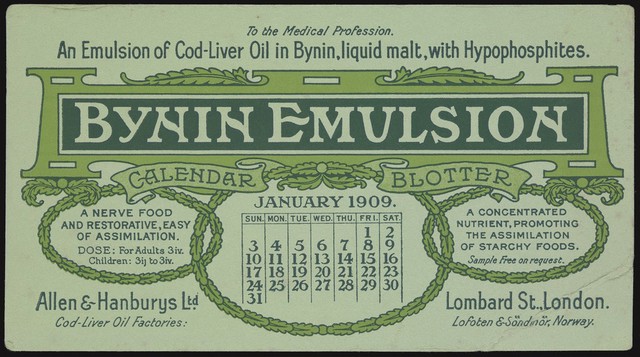 To the Medical Profession.
An Emulsion of Cod-Liver Oil in Bynin, liquid malt, with Hypophosphites.
BYNIN EMULSION
CALENDAR BLOTTER
A NERVE FOOD
AND RESTORATIVE, EASY
OF ASSIMILATION.
DOSE: For Adults 3iv.
Children: 3ij to 3iv.
JANUARY 1909.
SUN. MON. TUE. WED. THU. FRI. SAT.
1 2
3 4 5 6 7 8 9
10 11 12 13 14 15 16
17 18 19 20 21 22 23
24 25 26 27 28 29 30
31
A CONCENTRATED
NUTRIENT, PROMOTING
THE ASSIMILATION
OF STARCHY FOODS.
Sample Free on request.
Allen & Hanburys Ltd
Lombard St., London.
Cod-Liver Oil Factories:
Lofoten & Söndmör, Norway.